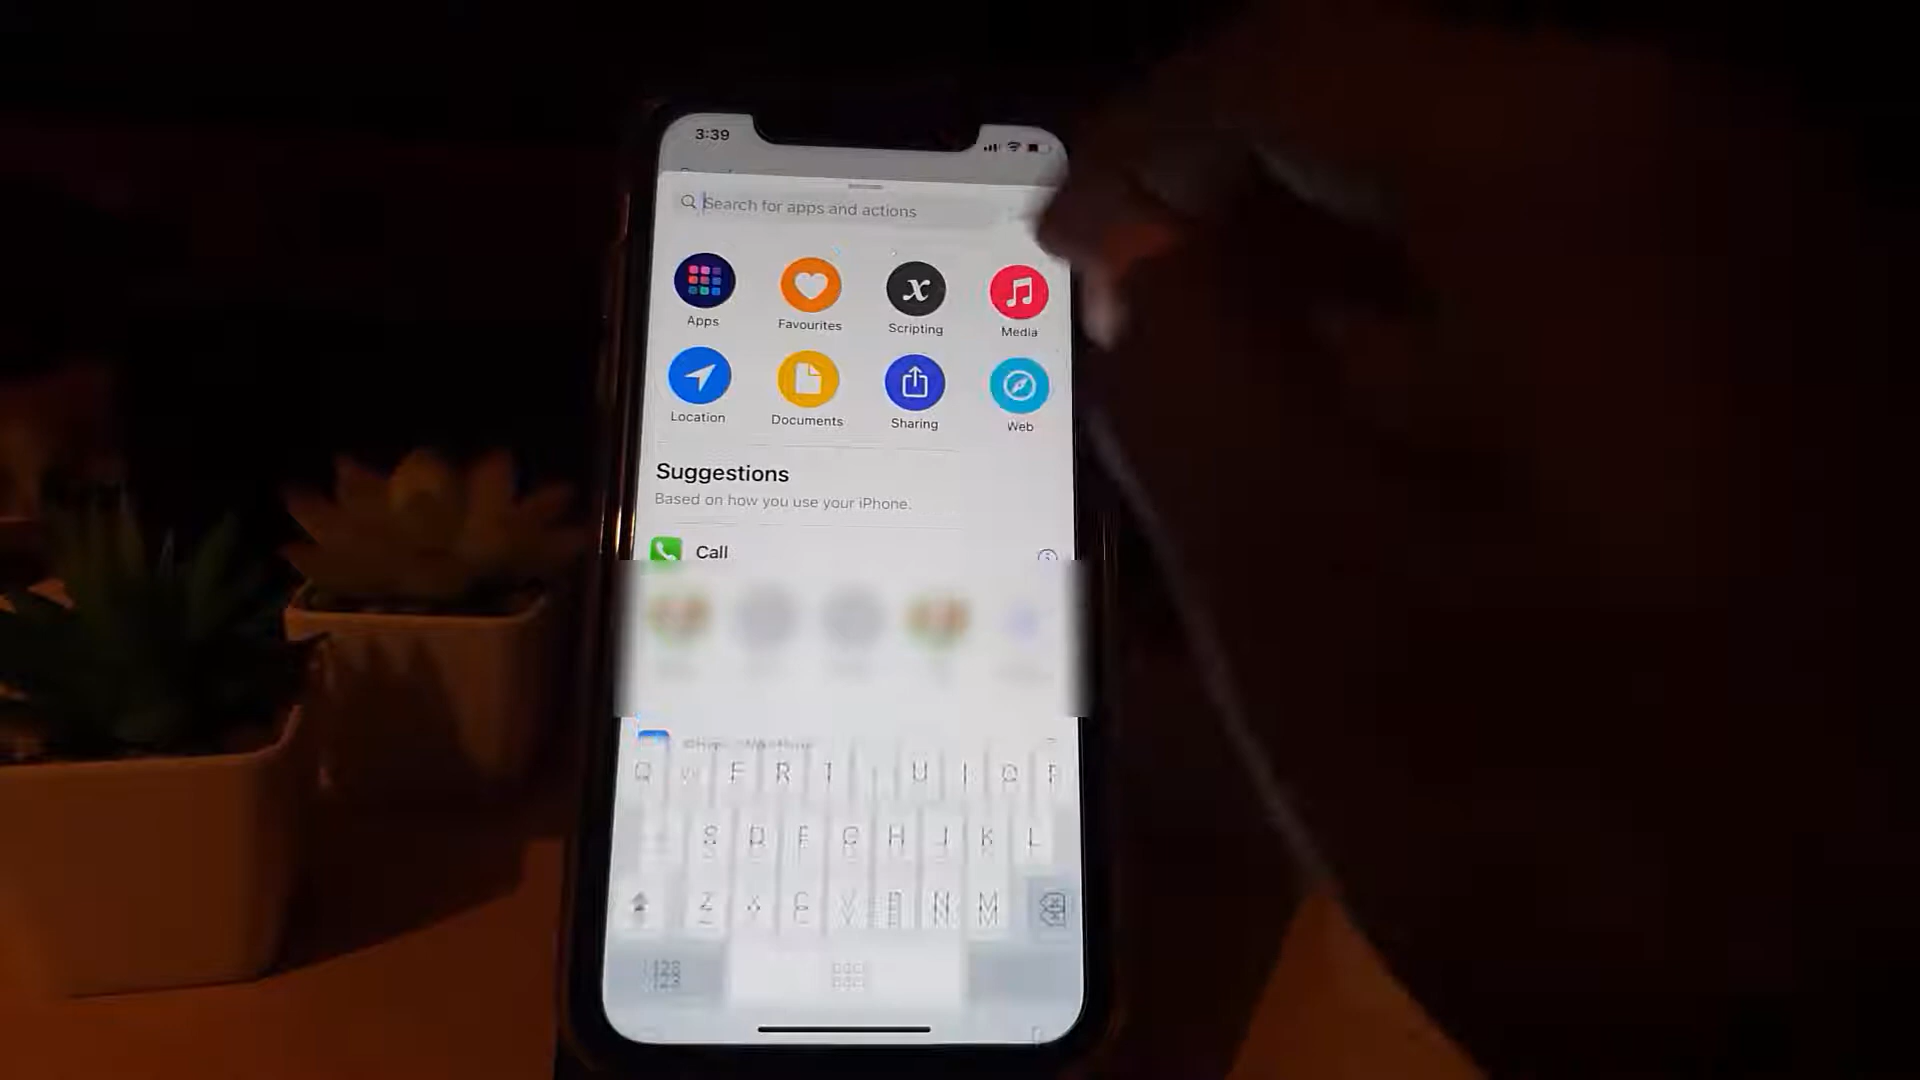 3:39
Search for apps and actions
Apps
Favourites
Scripting
Media
Location
Documents
Sharing
Web
Suggestions
Based on how you use your iPhone.
Call
Q F R U I O
S D F G H J K L
Z V N M
123